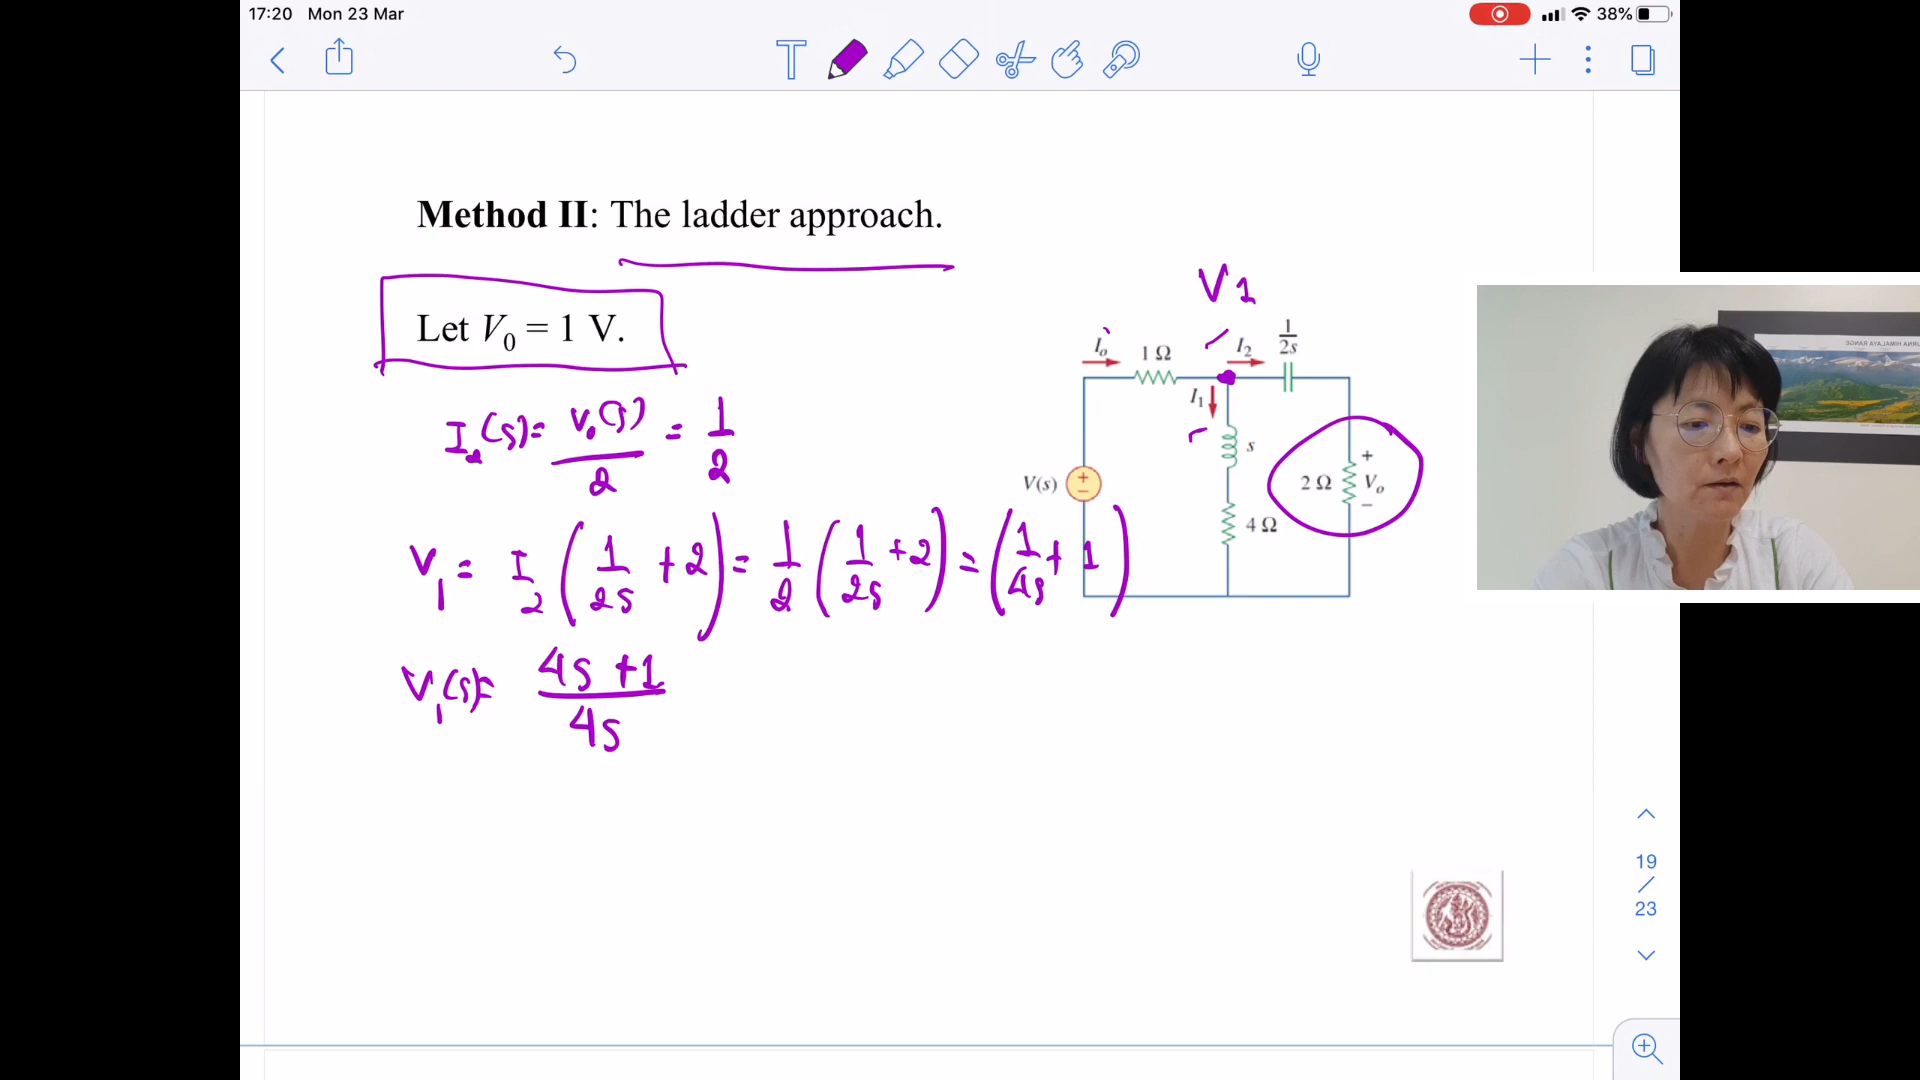 17:20 Mon 23 Mar
38%
Method II: The ladder approach.
Let V₀ = 1 V.
I₂(s) = V₀(s)/2 = 1/2
V₁ = I₂ (1/2s + 2) = 1/2 (1/2s + 2) = (1/4s + 1)
V₁(s) = (4s + 1)/4s
V1
Iₒ
1 Ω
I₂
1/2s
I₁
s
V(s)
+
−
4 Ω
2 Ω
+
Vₒ
−
19
/
23